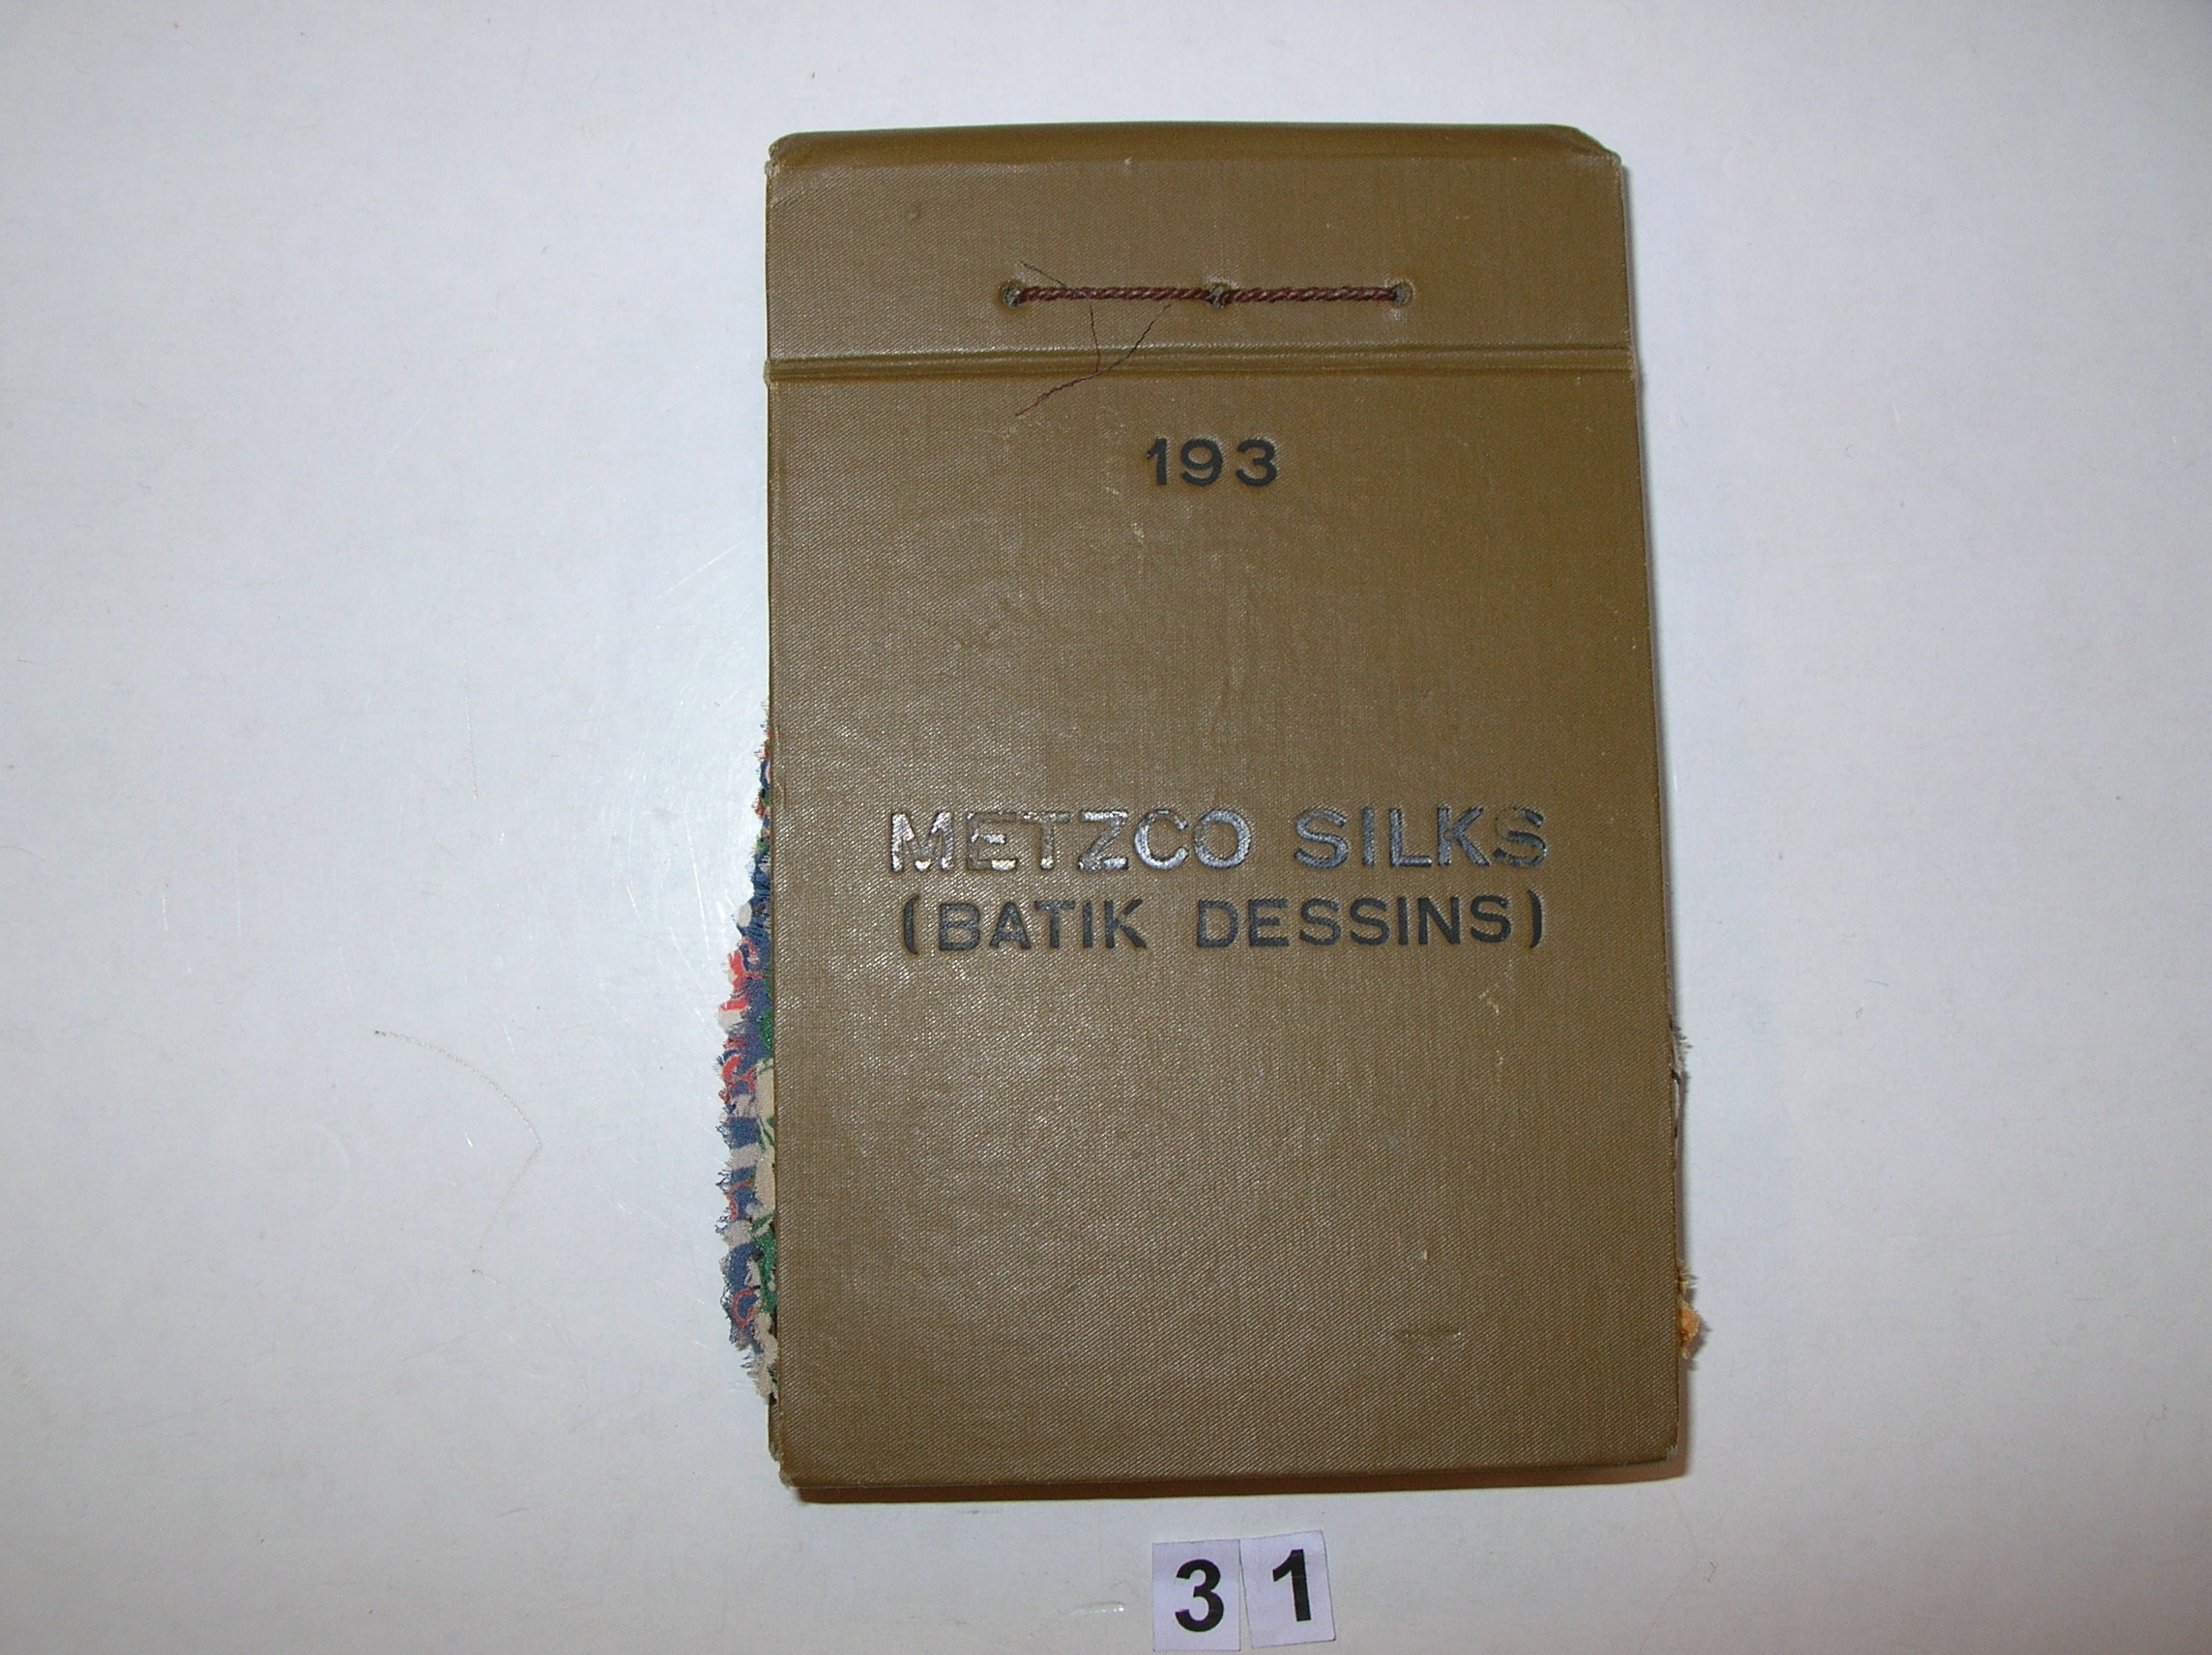 193
METZCO SILKS
(BATIK DESSINS)
31